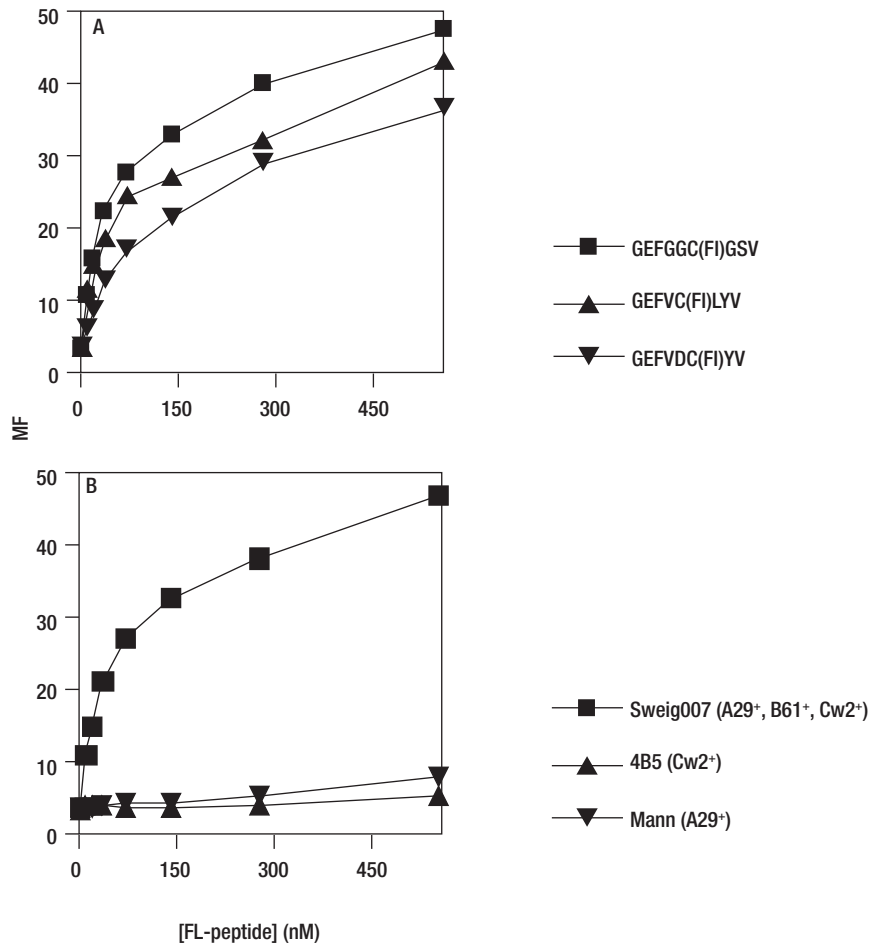 50
A
40
30
20
10
0
0 150 300 450
GEFGGC(Fl)GSV
GEFVC(Fl)LYV
GEFVDC(Fl)YV
MF
50
B
40
30
20
10
0
0 150 300 450
Sweig007 (A29⁺, B61⁺, Cw2⁺)
4B5 (Cw2⁺)
Mann (A29⁺)
[FL-peptide] (nM)